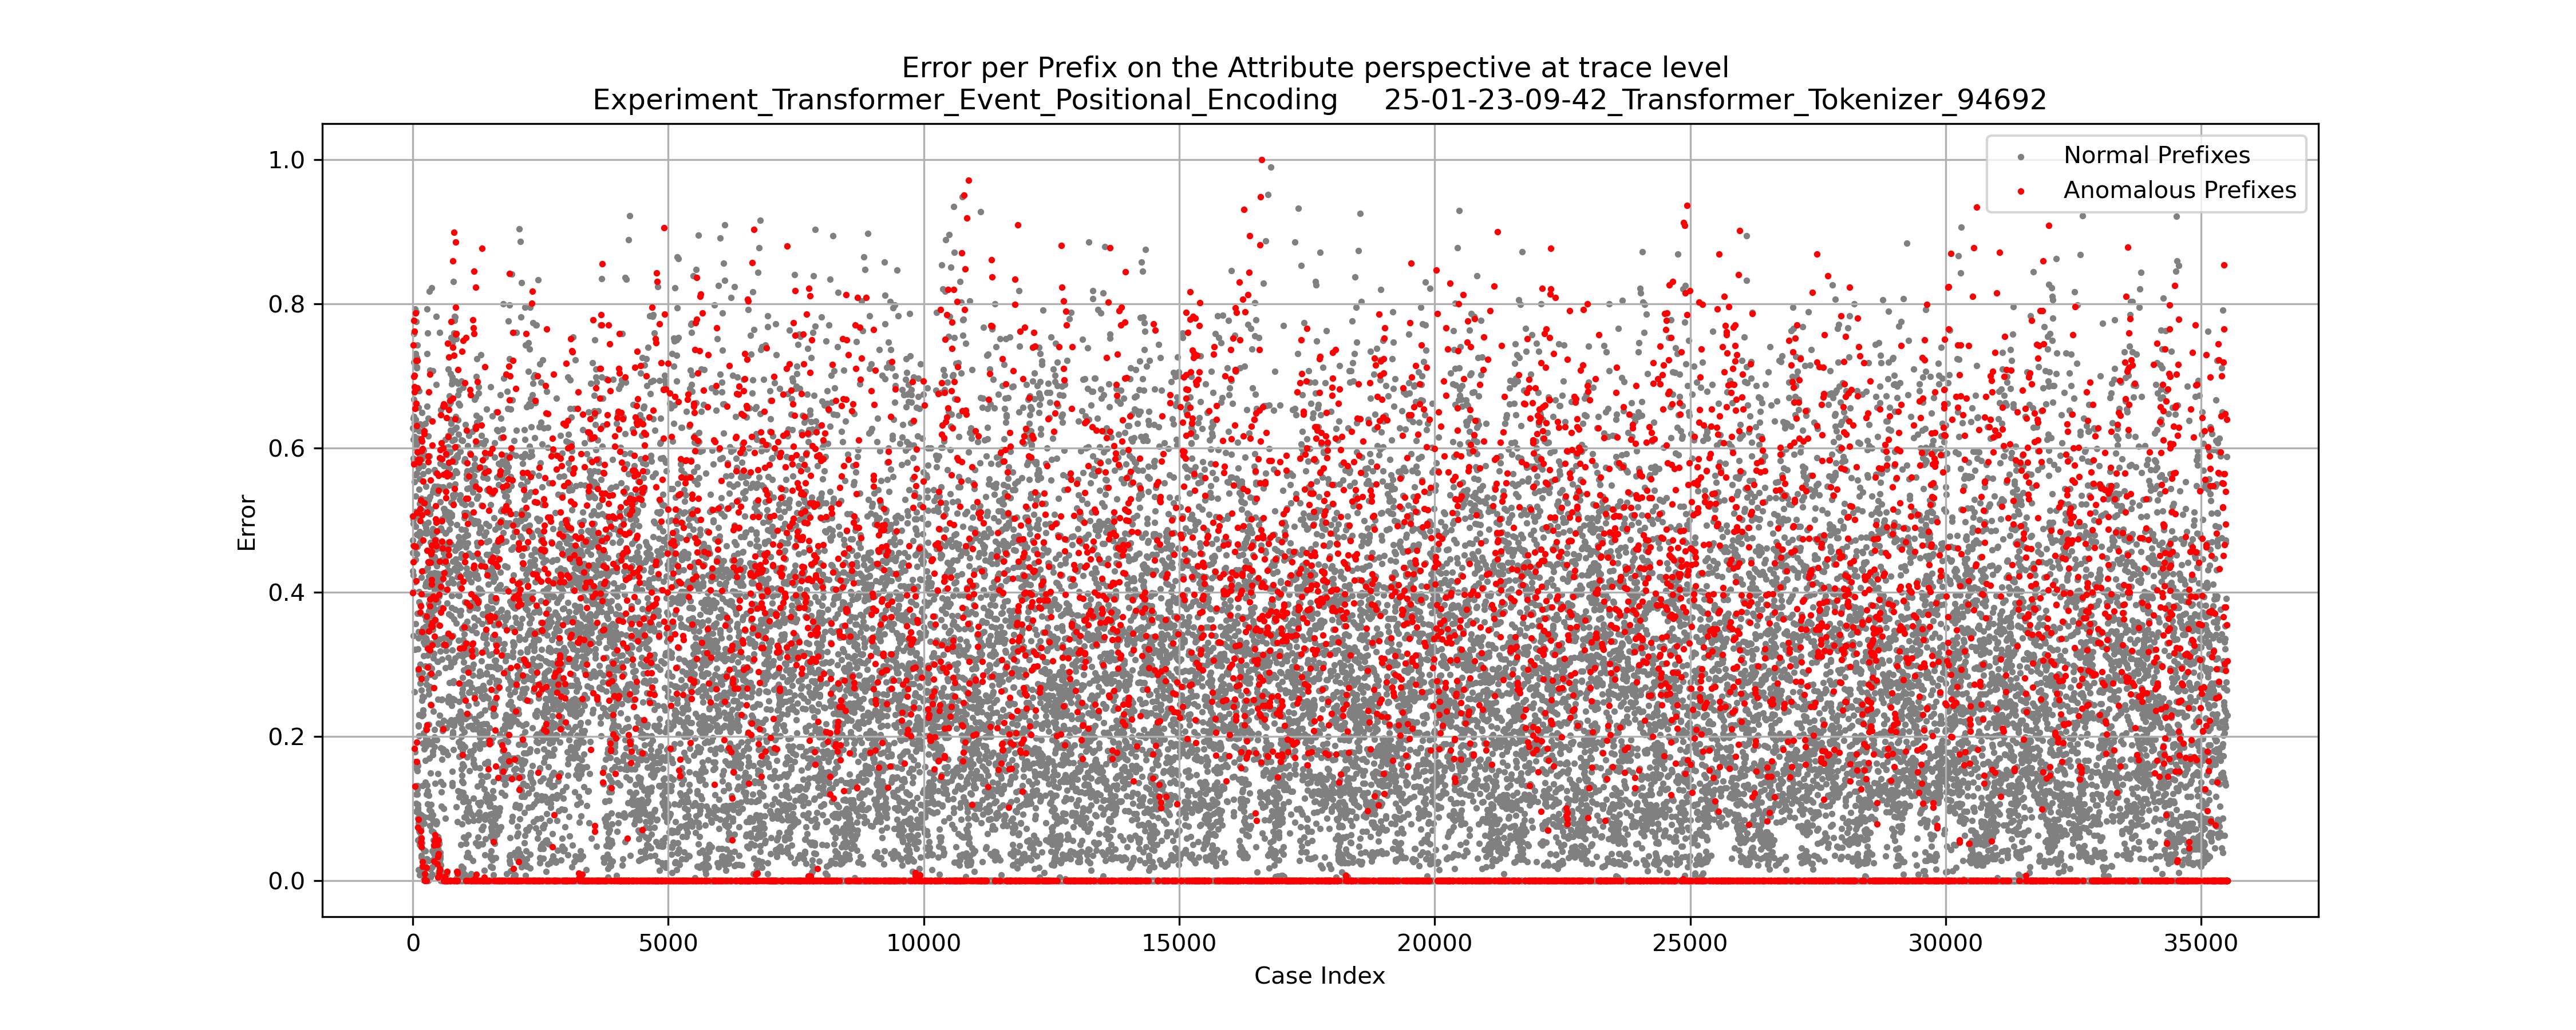 Error per Prefix on the Attribute perspective at trace level
Experiment_Transformer_Event_Positional_Encoding     25-01-23-09-42_Transformer_Tokenizer_94692
Normal Prefixes
Anomalous Prefixes
1.0
0.8
0.6
0.4
0.2
0.0
Error
0 5000 10000 15000 20000 25000 30000 35000
Case Index